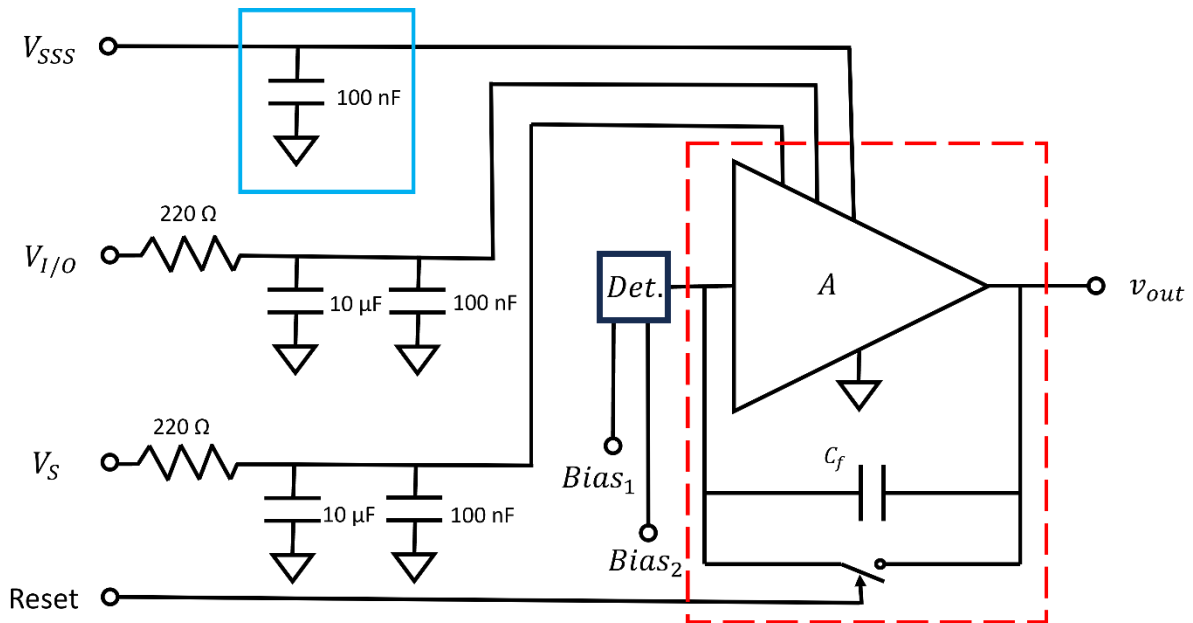 V_SSS
100 nF
220 Ω
V_I/O
10 µF
100 nF
Det.
A
v_out
220 Ω
V_S
10 µF
100 nF
Bias_1
C_f
Bias_2
Reset